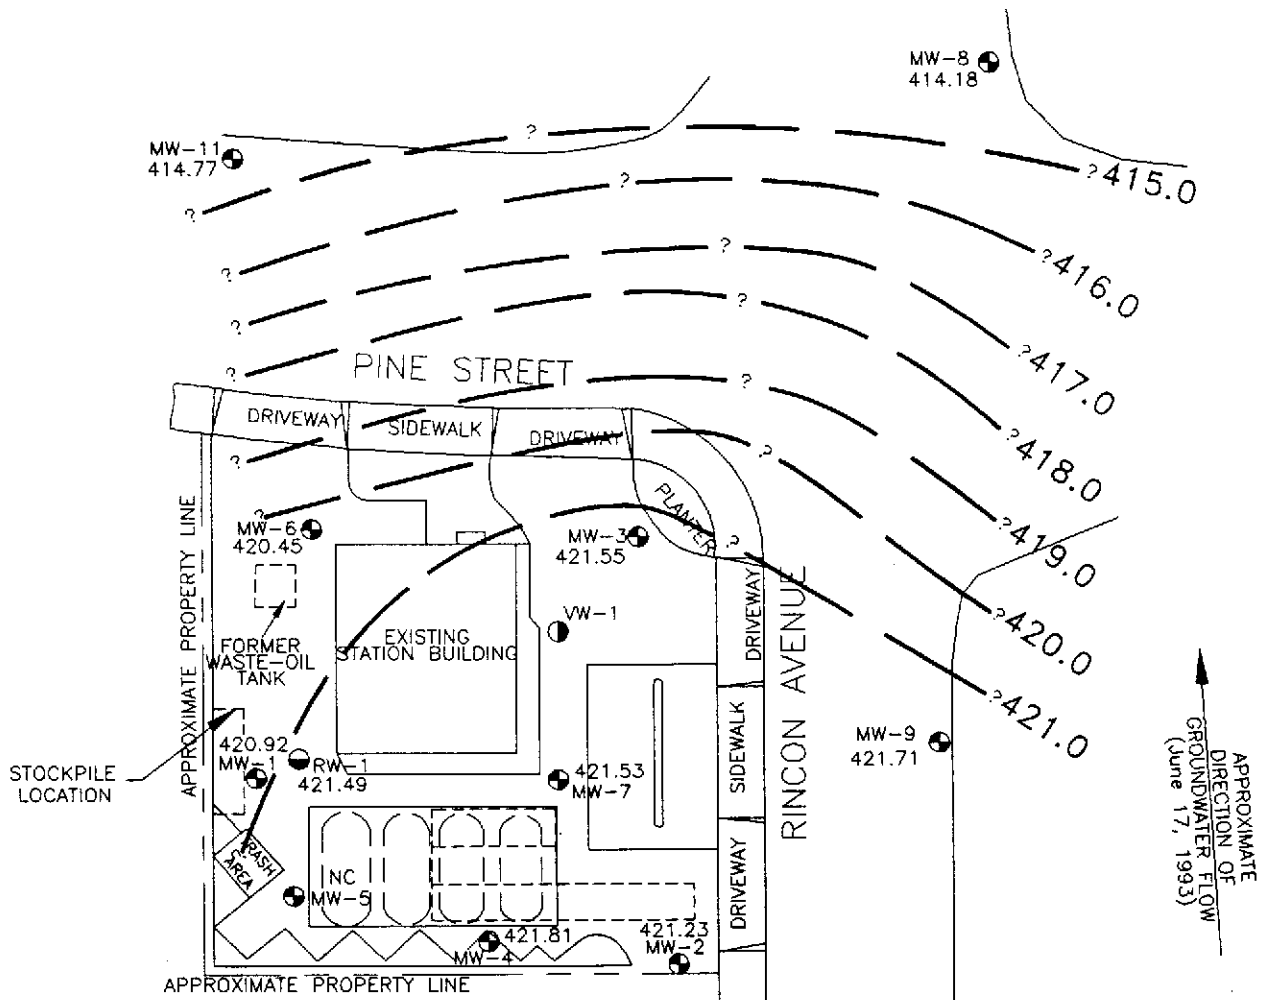 MW-8
414.18
MW-11
414.77
?
?
?
415.0
?
?
?
416.0
?
?
?
417.0
?
?
?
418.0
?
?
?
419.0
?
?
?
420.0
?
?
421.0
PINE STREET
DRIVEWAY
SIDEWALK
DRIVEWAY
PLANTER
MW-6
420.45
MW-3
421.55
VW-1
EXISTING
STATION BUILDING
FORMER
WASTE-OIL
TANK
APPROXIMATE PROPERTY LINE
STOCKPILE
LOCATION
420.92
MW-1
RW-1
421.49
421.53
MW-7
MW-9
421.71
DRIVEWAY
SIDEWALK
DRIVEWAY
RINCON AVENUE
TRASH
AREA
NC
MW-5
421.81
MW-4
421.23
MW-2
APPROXIMATE PROPERTY LINE
APPROXIMATE
DIRECTION OF
GROUNDWATER FLOW
(June 17, 1993)